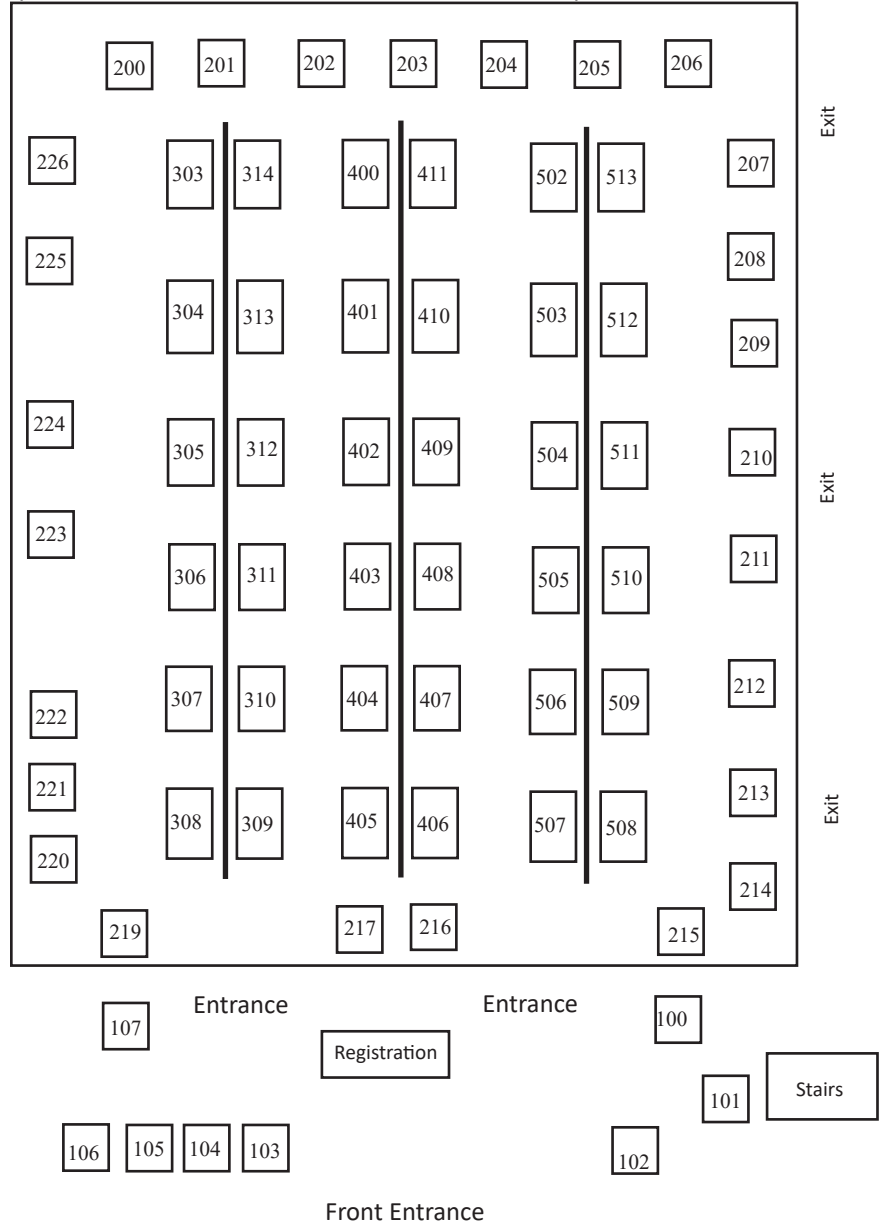 200 201 202 203 204 205 206
Exit
226 303 314 400 411 502 513 207
225 208
304 313 401 410 503 512 209
224 305 312 402 409 504 511 210
Exit
223 306 311 403 408 505 510 211
222 307 310 404 407 506 509 212
221 213
Exit
308 309 405 406 507 508
220 214
219 217 216 215
Entrance Entrance
107 100
Registration
101 Stairs
106 105 104 103 102
Front Entrance